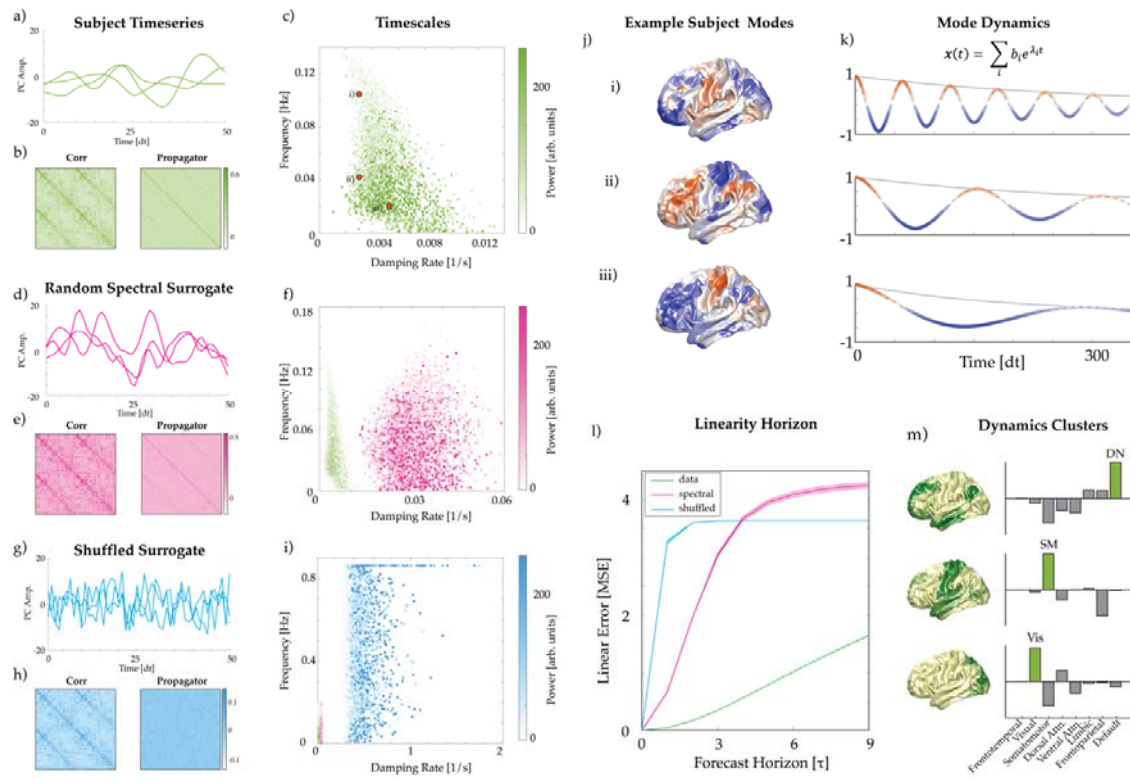 a)
Subject Timeseries
PC Amp.
20
0
-20
0
25
50
Time [dt]
b)
Corr
Propagator
0.6
0
c)
Timescales
Frequency [Hz]
0.16
0.12
0.08
0.04
0
i)
ii)
0
0.004
0.008
0.012
Damping Rate [1/s]
200
0
Power [arb. units]
d)
Random Spectral Surrogate
PC Amp.
20
0
-20
0
25
50
Time [dt]
e)
Corr
Propagator
0.5
0
f)
Frequency [Hz]
0.18
0.12
0.06
0
0
0.03
0.06
Damping Rate [1/s]
200
0
Power [arb. units]
g)
Shuffled Surrogate
PC Amp.
20
0
-20
0
25
50
Time [dt]
h)
Corr
Propagator
0.1
-0.1
i)
Frequency [Hz]
0.8
0.4
0
0
1
2
Damping Rate [1/s]
200
0
Power [arb. units]
Example Subject Modes
j)
i)
ii)
iii)
Mode Dynamics
k)
x(t) = ∑i bᵢe^λᵢt
1
-1
1
-1
1
-1
0
300
Time [dt]
l)
Linearity Horizon
data
spectral
shuffled
Linear Error [MSE]
4
2
0
0
3
6
9
Forecast Horizon [τ]
m)
Dynamics Clusters
DN
SM
Vis
Frontotemporal
Visual
Somatromotor
Dorsal Attn.
Ventral Attn.
Limbic
Frontoparietal
Default